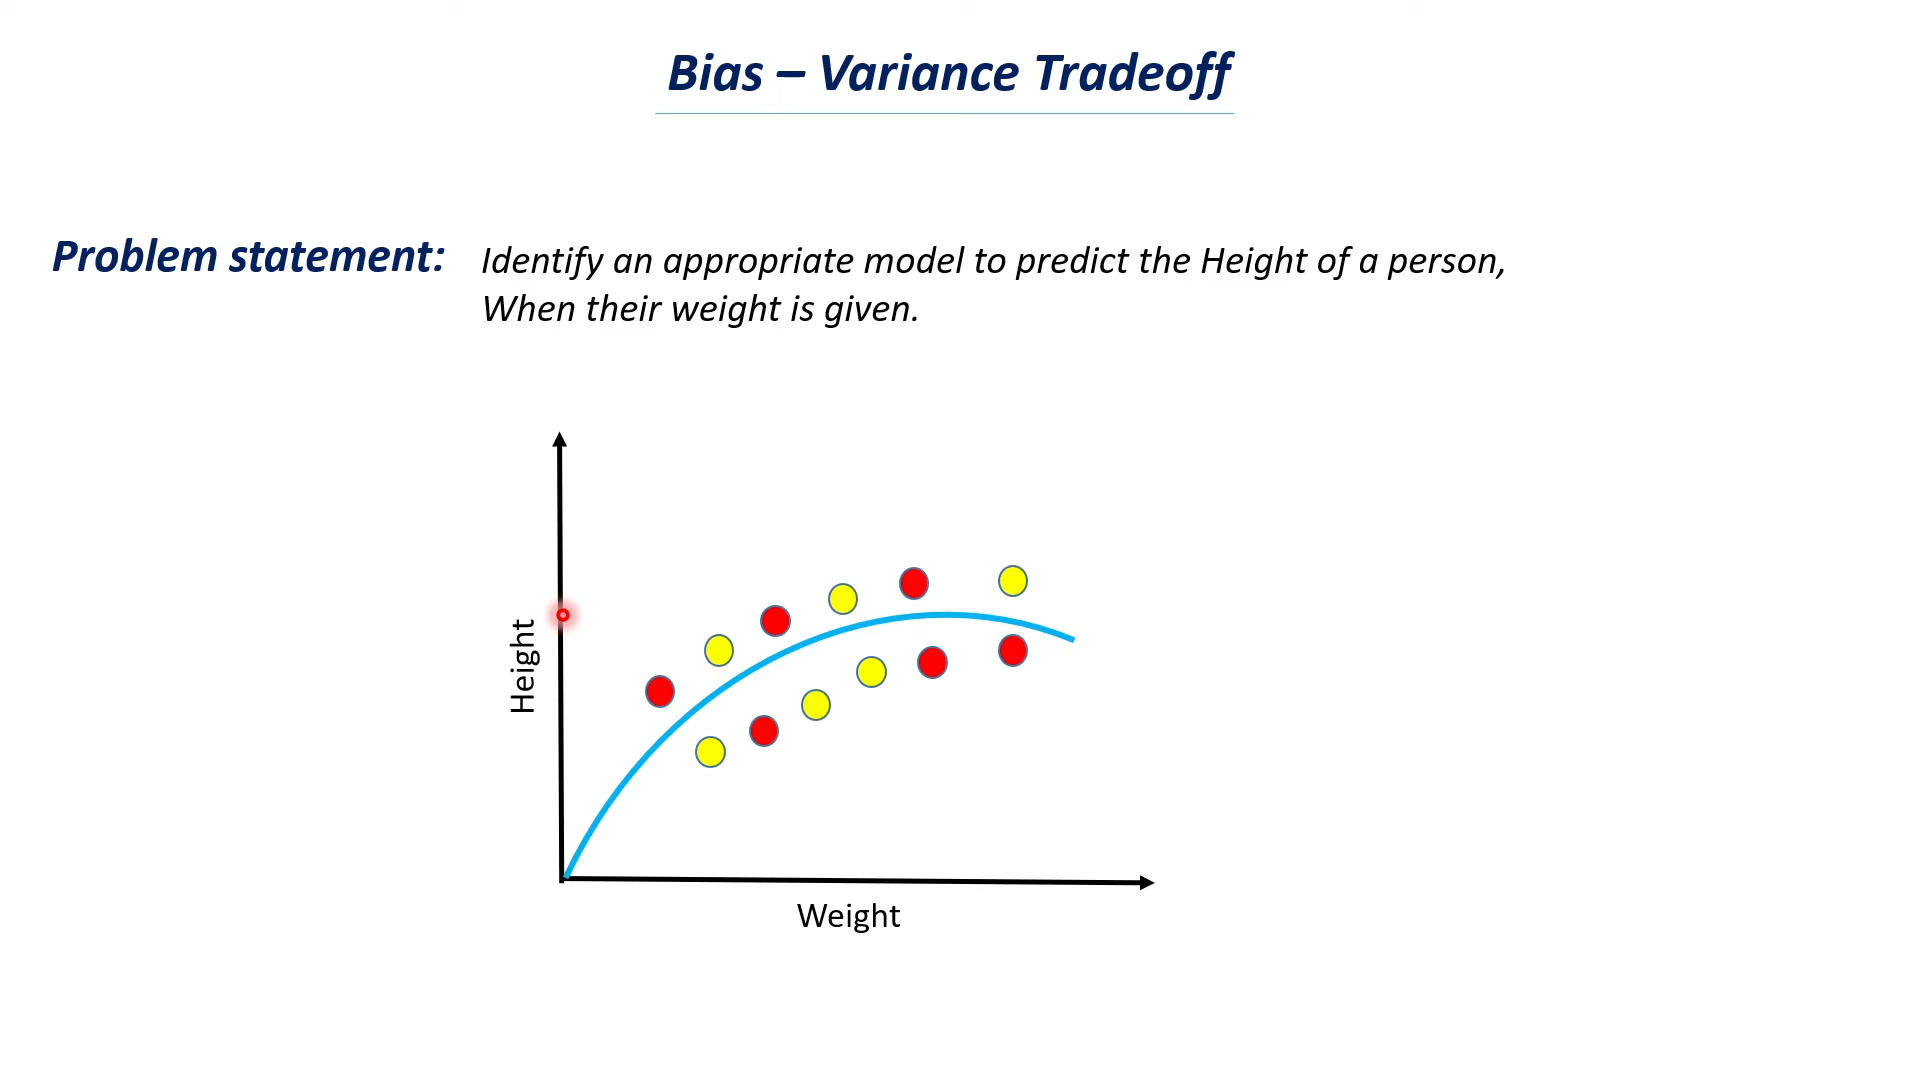 Bias – Variance Tradeoff
Problem statement: Identify an appropriate model to predict the Height of a person,
When their weight is given.
Height
Weight